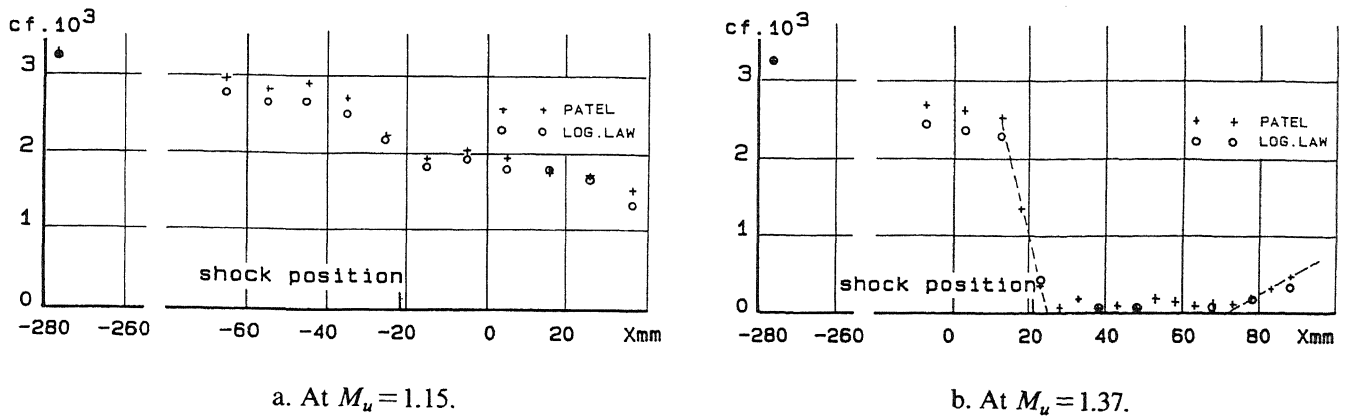 cf.10³
3
2
1
0
+ + PATEL
o o LOG.LAW
shock position
-280 -260 -60 -40 -20 0 20 Xmm
a. At Mᵤ = 1.15.
cf.10³
3
2
1
0
+ + PATEL
o o LOG.LAW
shock position
-280 -260 0 20 40 60 80 Xmm
b. At Mᵤ = 1.37.